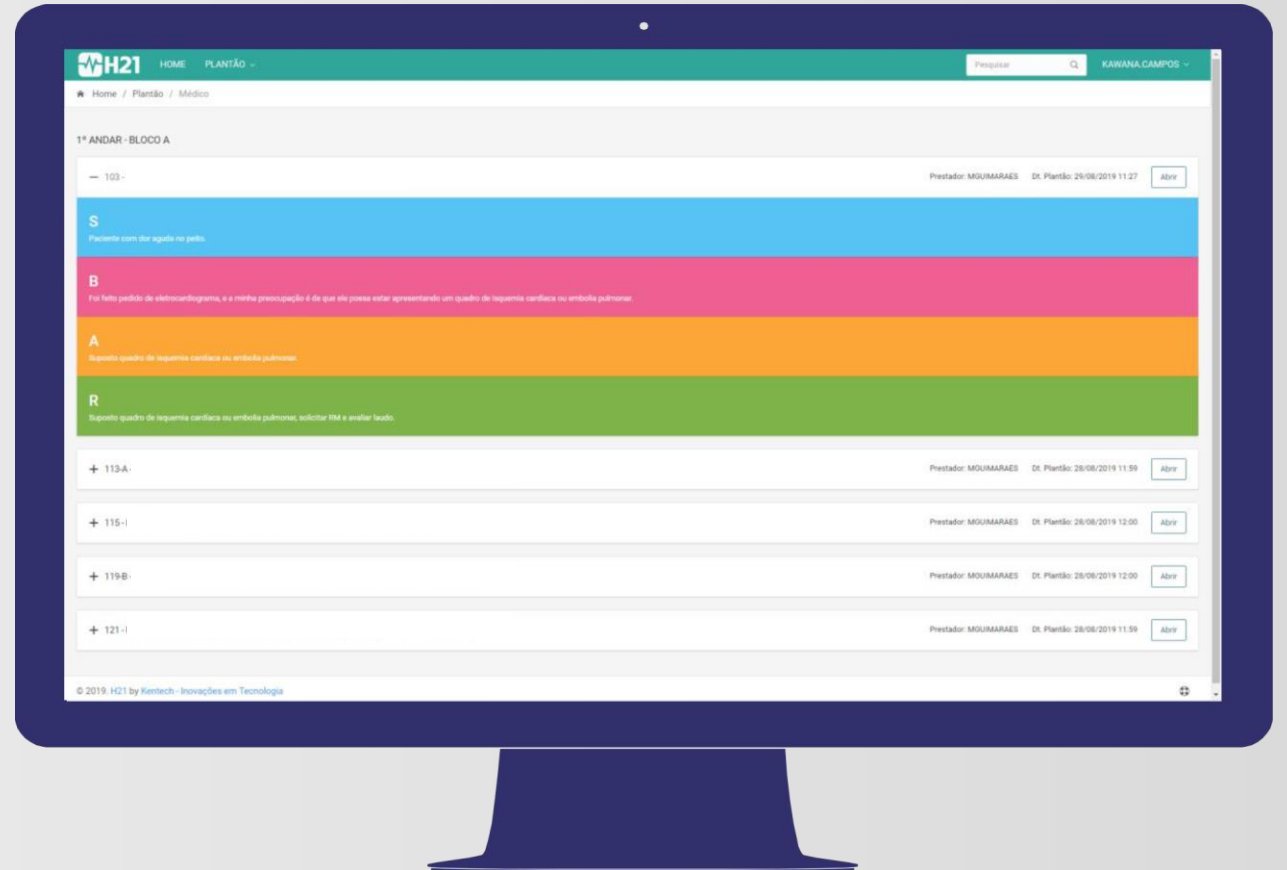 H21 HOME PLANTÃO Pesquisar KAWANA.CAMPOS
Home / Plantão / Médico
1º ANDAR - BLOCO A
103 - Prestador: MGUIMARAES Dt. Plantão: 29/08/2019 11:27 Abrir
S
Paciente com dor aguda no peito.
B
Foi feito pedido de eletrocardiograma, e a minha preocupação é da que ele possa estar apresentando um quadro de isquemia cardíaca ou embolia pulmonar.
A
Suposto quadro de isquemia cardíaca ou embolia pulmonar.
R
Suposto quadro de isquemia cardíaca ou embolia pulmonar, solicitar RM e avaliar laudo.
113-A - Prestador: MGUIMARAES Dt. Plantão: 28/08/2019 11:59 Abrir
115 - Prestador: MGUIMARAES Dt. Plantão: 28/08/2019 12:00 Abrir
119-B - Prestador: MGUIMARAES Dt. Plantão: 28/08/2019 12:00 Abrir
121 - Prestador: MGUIMARAES Dt. Plantão: 28/08/2019 11:59 Abrir
© 2019. H21 by Kentech - Inovações em Tecnologia